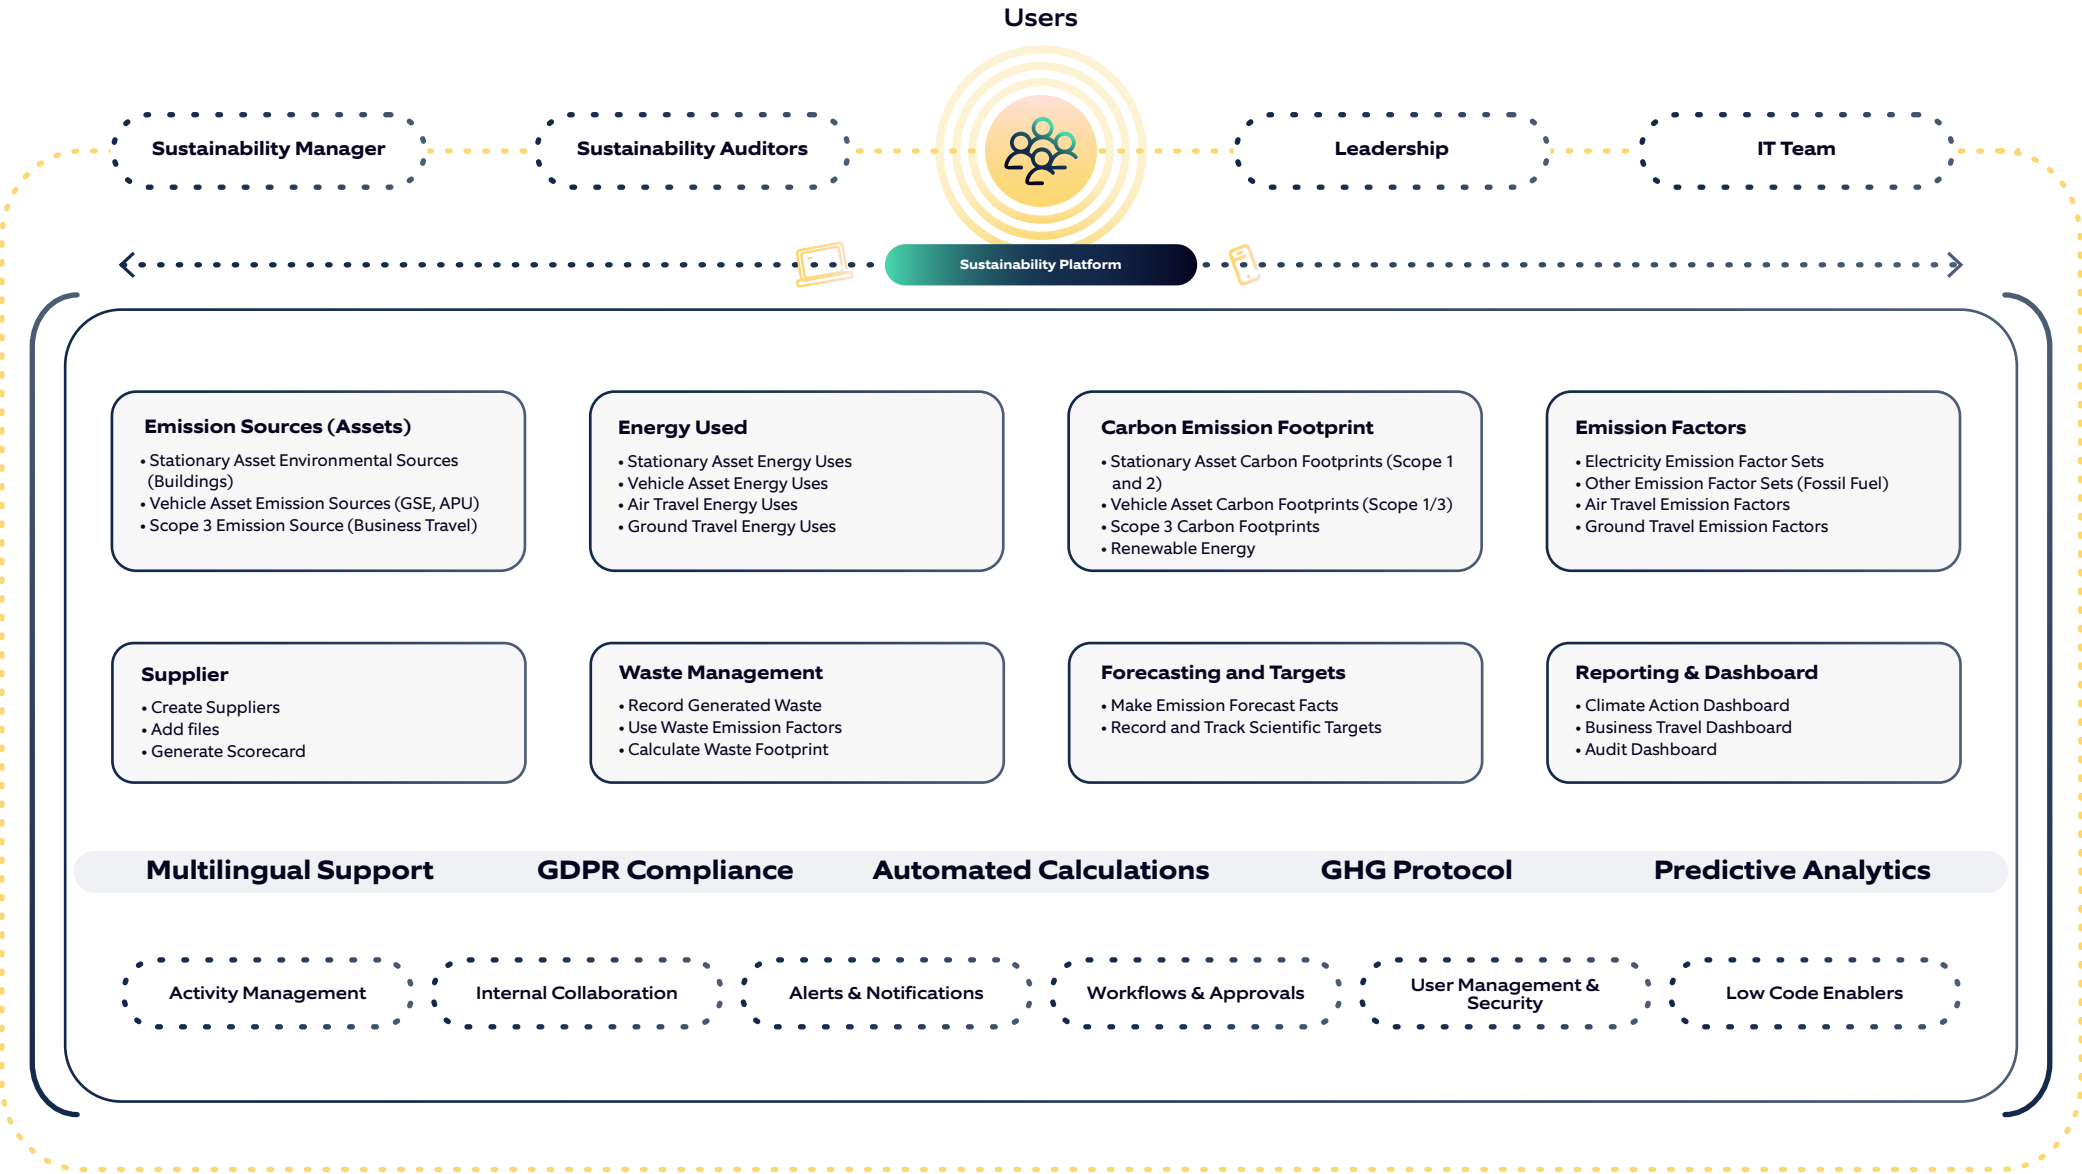 Users
Sustainability Manager
Sustainability Auditors
Leadership
IT Team
Sustainability Platform
Emission Sources (Assets)
• Stationary Asset Environmental Sources
(Buildings)
• Vehicle Asset Emission Sources (GSE, APU)
• Scope 3 Emission Source (Business Travel)
Energy Used
• Stationary Asset Energy Uses
• Vehicle Asset Energy Uses
• Air Travel Energy Uses
• Ground Travel Energy Uses
Carbon Emission Footprint
• Stationary Asset Carbon Footprints (Scope 1
and 2)
• Vehicle Asset Carbon Footprints (Scope 1/3)
• Scope 3 Carbon Footprints
• Renewable Energy
Emission Factors
• Electricity Emission Factor Sets
• Other Emission Factor Sets (Fossil Fuel)
• Air Travel Emission Factors
• Ground Travel Emission Factors
Supplier
• Create Suppliers
• Add files
• Generate Scorecard
Waste Management
• Record Generated Waste
• Use Waste Emission Factors
• Calculate Waste Footprint
Forecasting and Targets
• Make Emission Forecast Facts
• Record and Track Scientific Targets
Reporting & Dashboard
• Climate Action Dashboard
• Business Travel Dashboard
• Audit Dashboard
Multilingual Support
GDPR Compliance
Automated Calculations
GHG Protocol
Predictive Analytics
Activity Management
Internal Collaboration
Alerts & Notifications
Workflows & Approvals
User Management &
Security
Low Code Enablers